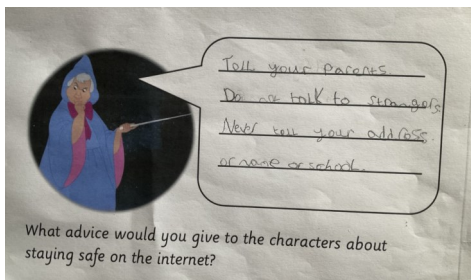 Tell your parents
Do not talk to strangers
Never tell your address
or name or school.
What advice would you give to the characters about
staying safe on the internet?